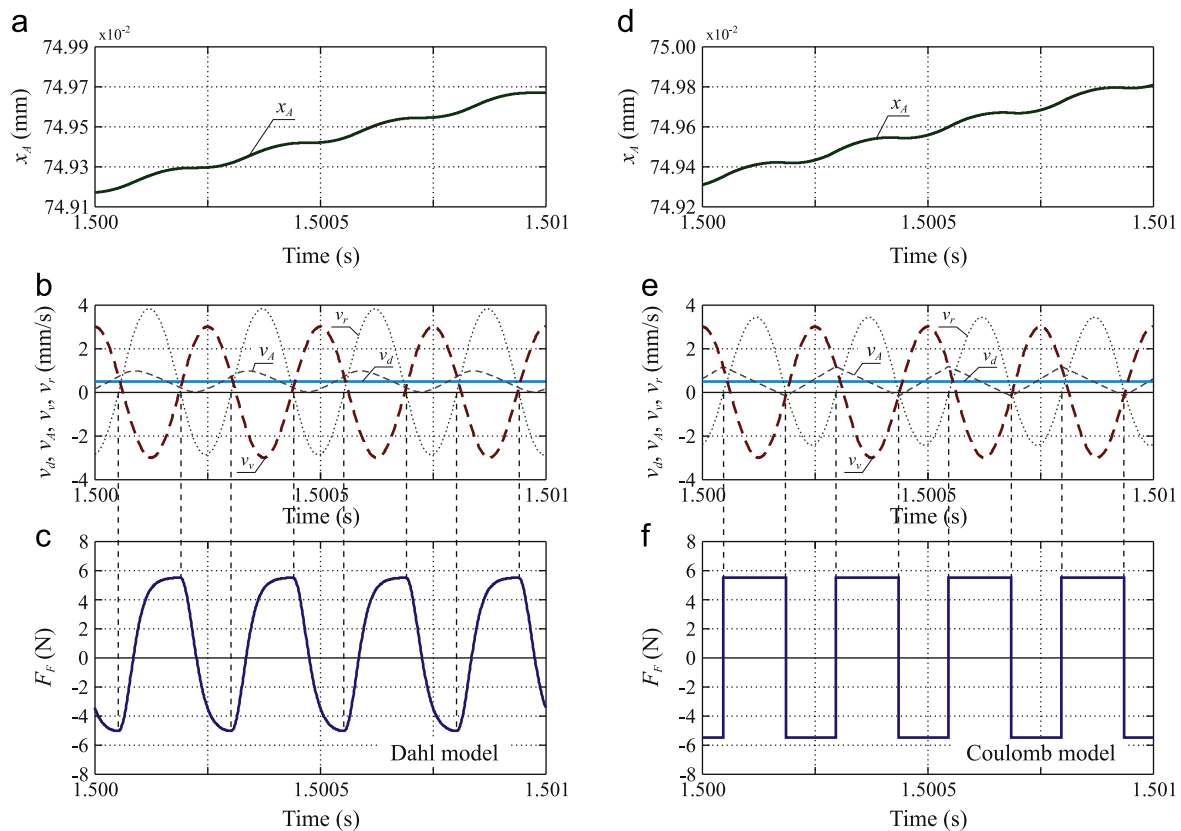 a
x10⁻²
74.99
74.97
74.95
74.93
74.91
x_A (mm)
x_A
1.500
1.5005
1.501
Time (s)
b
4
2
0
-2
-4
v_d, v_A, v_v, v_r (mm/s)
v_r
v_A
v_d
v_v
1.500
1.5005
1.501
Time (s)
c
8
6
4
2
0
-2
-4
-6
-8
F_F (N)
Dahl model
1.500
1.5005
1.501
Time (s)
d
x10⁻²
75.00
74.98
74.96
74.94
74.92
x_A (mm)
x_A
1.500
1.5005
1.501
Time (s)
e
4
2
0
-2
-4
v_d, v_A, v_v, v_r (mm/s)
v_r
v_A
v_d
v_v
1.500
1.5005
1.501
Time (s)
f
8
6
4
2
0
-2
-4
-6
-8
F_F (N)
Coulomb model
1.500
1.5005
1.501
Time (s)